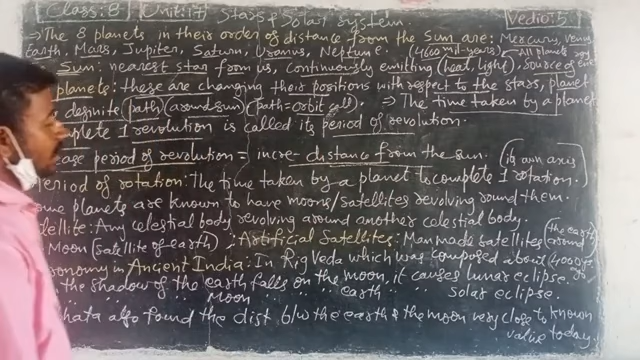 Class: 8 Unit: 17 Stars & Solar system. Vedio: 5
→ The 8 planets in their order of distance from the Sun are: Mercury, Venus
Earth, Mars, Jupiter, Saturn, Uranus, Neptune. (4600 mil-years) ← All planets
Sun: nearest star from us, Continuously emitting (heat, light), Source of
planets: these are changing their positions with respect to the stars, planet
definite (path) (around sun) (path = orbit call) → The time taken by a planet
1 revolution is called its period of revolution.
period of revolution = incre- distance from the sun. (its own axis
period of rotation: The time taken by a planet to complete 1 rotation.)
planets are known to have moons/satellites revolving round them.
: Any celestial body revolving around another celestial body.
Moon (satellite of earth) ; Artificial Satellites: Man made satellites (the earth around
in Ancient India: In Rig Veda which was composed about 4000 yrs
the shadow of the earth falls on the moon, it causes lunar eclipse.
" " " Moon " " " earth " " Solar eclipse.
also found the dist b/w the earth & the moon very close to known
value today.